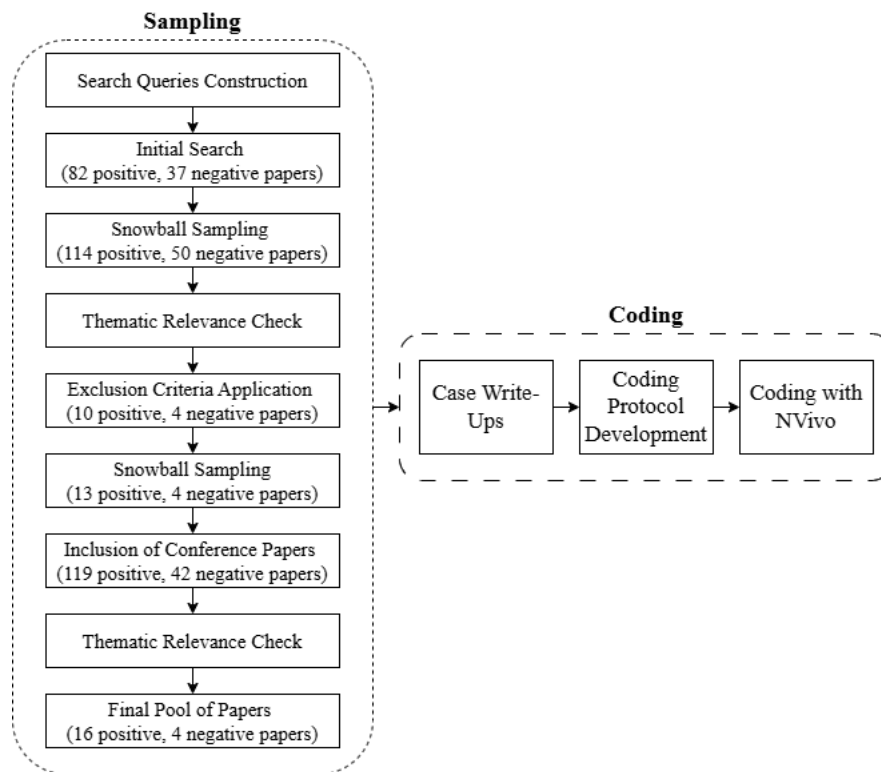 Sampling
Search Queries Construction
Initial Search
(82 positive, 37 negative papers)
Snowball Sampling
(114 positive, 50 negative papers)
Thematic Relevance Check
Exclusion Criteria Application
(10 positive, 4 negative papers)
Snowball Sampling
(13 positive, 4 negative papers)
Inclusion of Conference Papers
(119 positive, 42 negative papers)
Thematic Relevance Check
Final Pool of Papers
(16 positive, 4 negative papers)
Coding
Case Write-
Ups
Coding
Protocol
Development
Coding with
NVivo